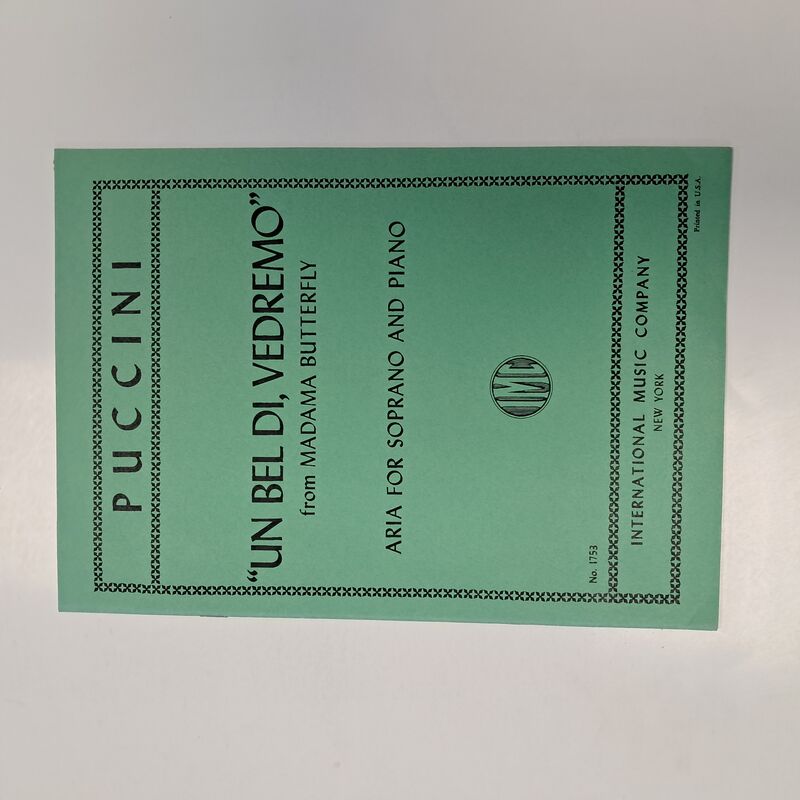 PUCCINI
“UN BEL DI, VEDREMO”
from MADAMA BUTTERFLY
ARIA FOR SOPRANO AND PIANO
IMC
No. 1753
INTERNATIONAL MUSIC COMPANY
NEW YORK
Printed in U.S.A.